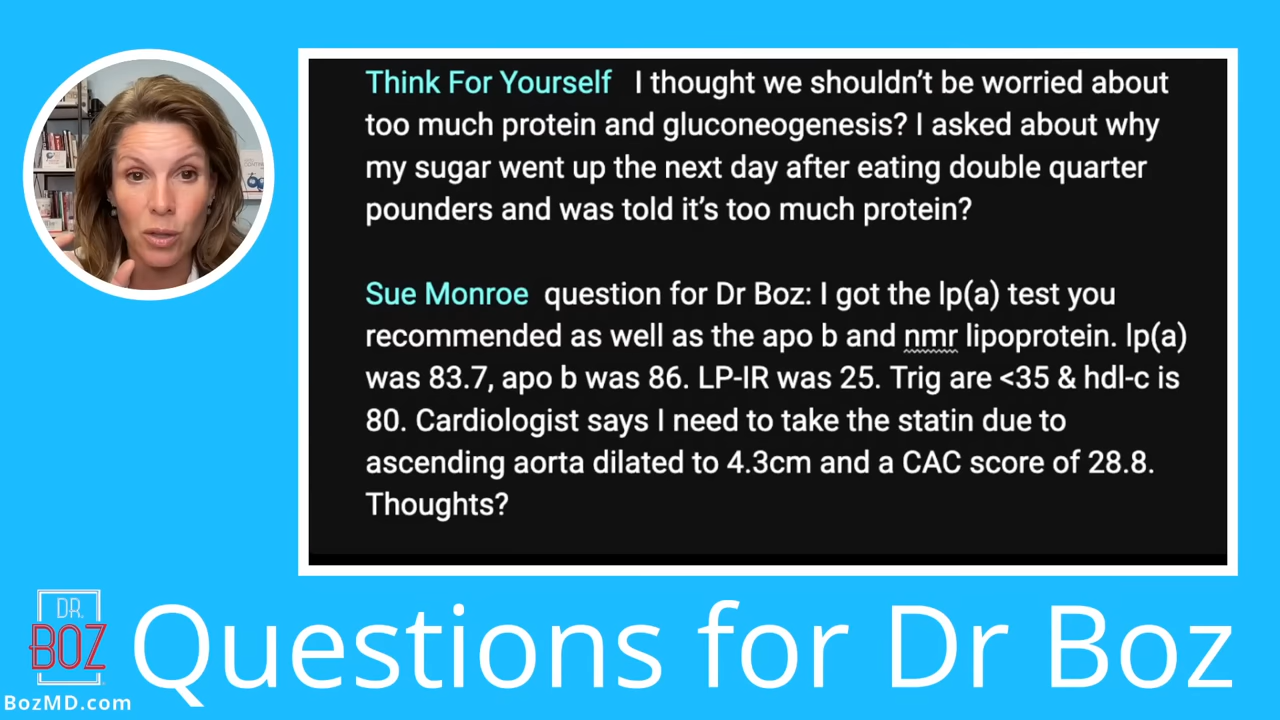 Think For Yourself I thought we shouldn't be worried about
too much protein and gluconeogenesis? I asked about why
my sugar went up the next day after eating double quarter
pounders and was told it's too much protein?
Sue Monroe question for Dr Boz: I got the lp(a) test you
recommended as well as the apo b and nmr lipoprotein. lp(a)
was 83.7, apo b was 86. LP-IR was 25. Trig are <35 & hdl-c is
80. Cardiologist says I need to take the statin due to
ascending aorta dilated to 4.3cm and a CAC score of 28.8.
Thoughts?
DR.
BOZ
Questions for Dr Boz
BozMD.com